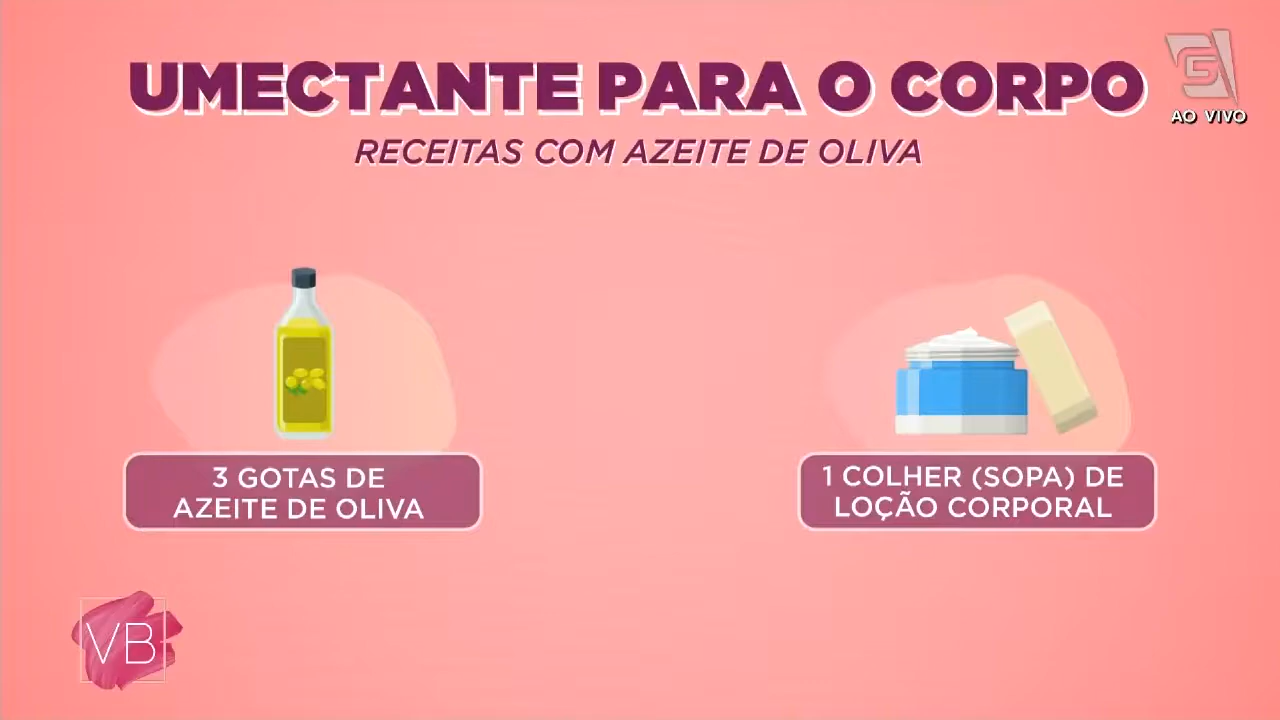 UMECTANTE PARA O CORPO
RECEITAS COM AZEITE DE OLIVA
G
AO VIVO
3 GOTAS DE
AZEITE DE OLIVA
1 COLHER (SOPA) DE
LOÇÃO CORPORAL
VB